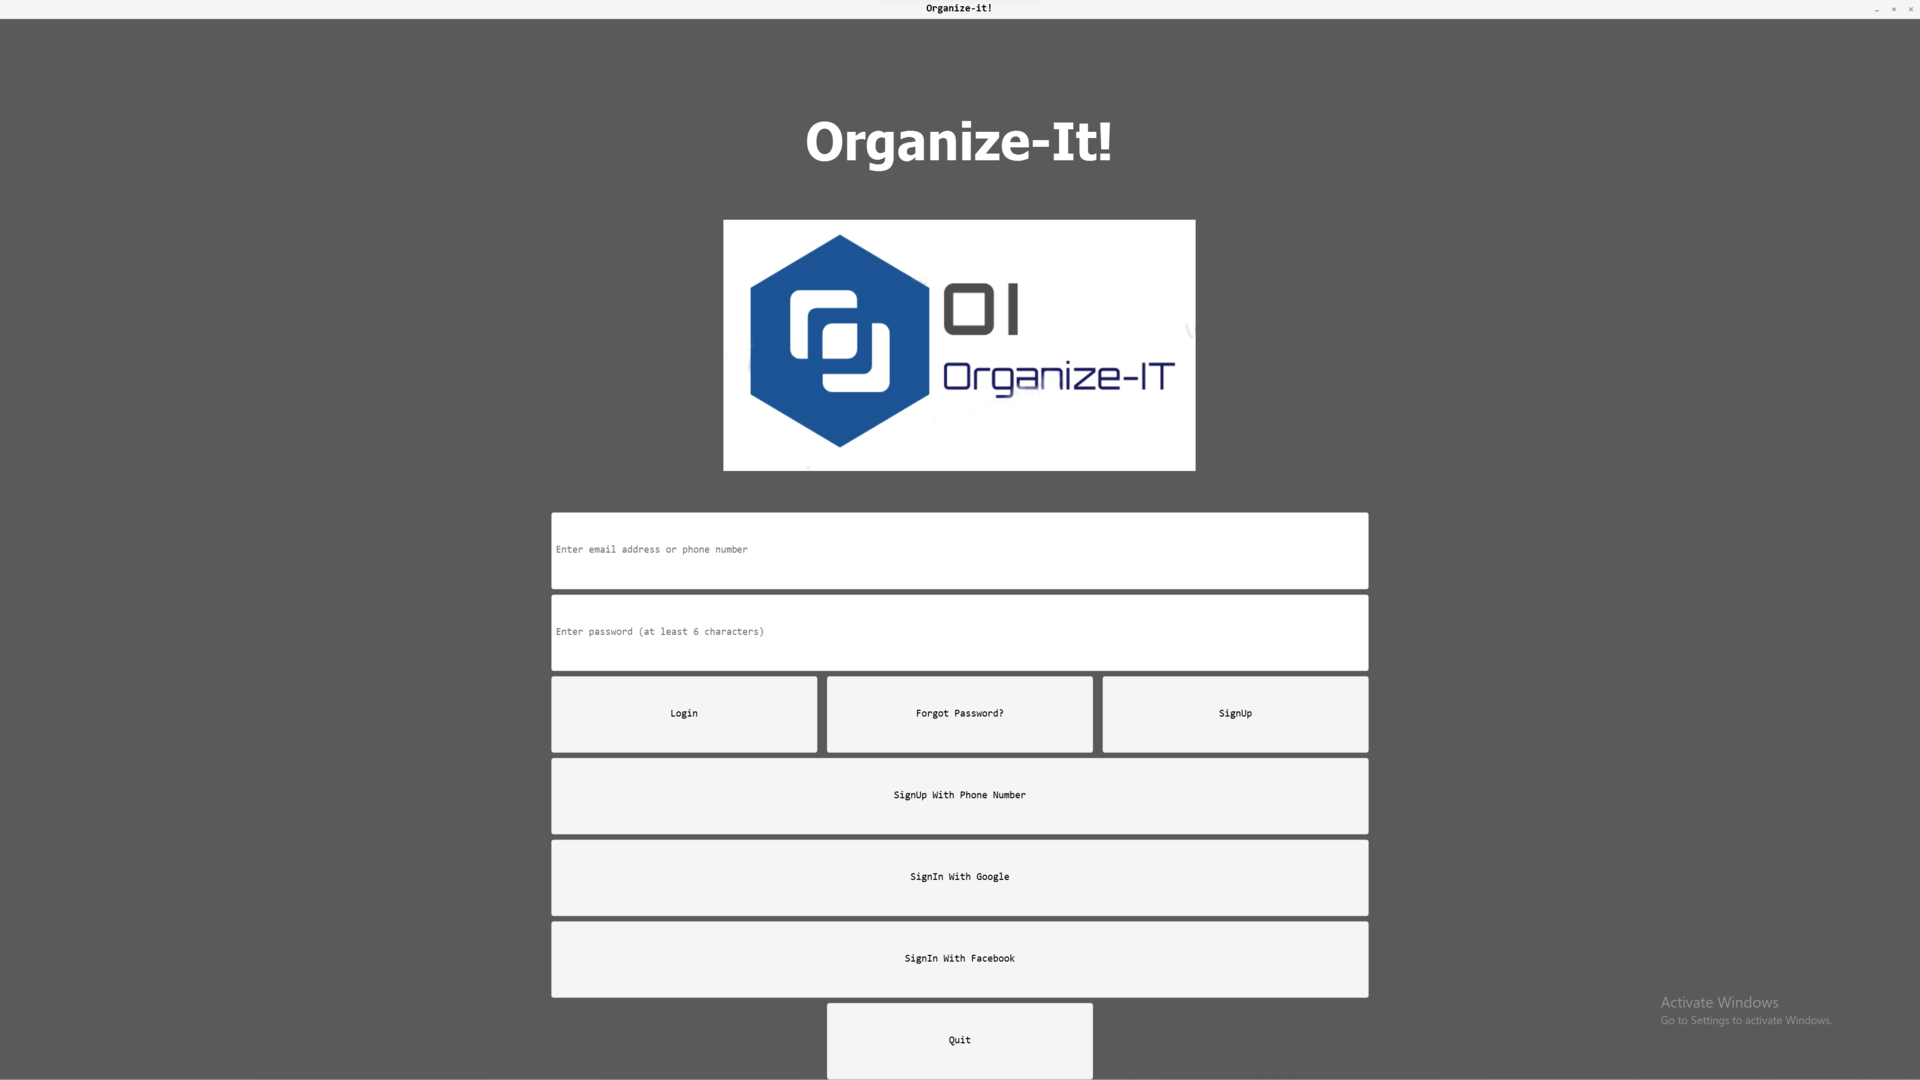 Organize-it!
Organize-It!
OI
Organize-IT
Enter email address or phone number
Enter password (at least 6 characters)
Login Forgot Password? SignUp
SignUp With Phone Number
SignIn With Google
SignIn With Facebook
Activate Windows
Go to Settings to activate Windows.
Quit